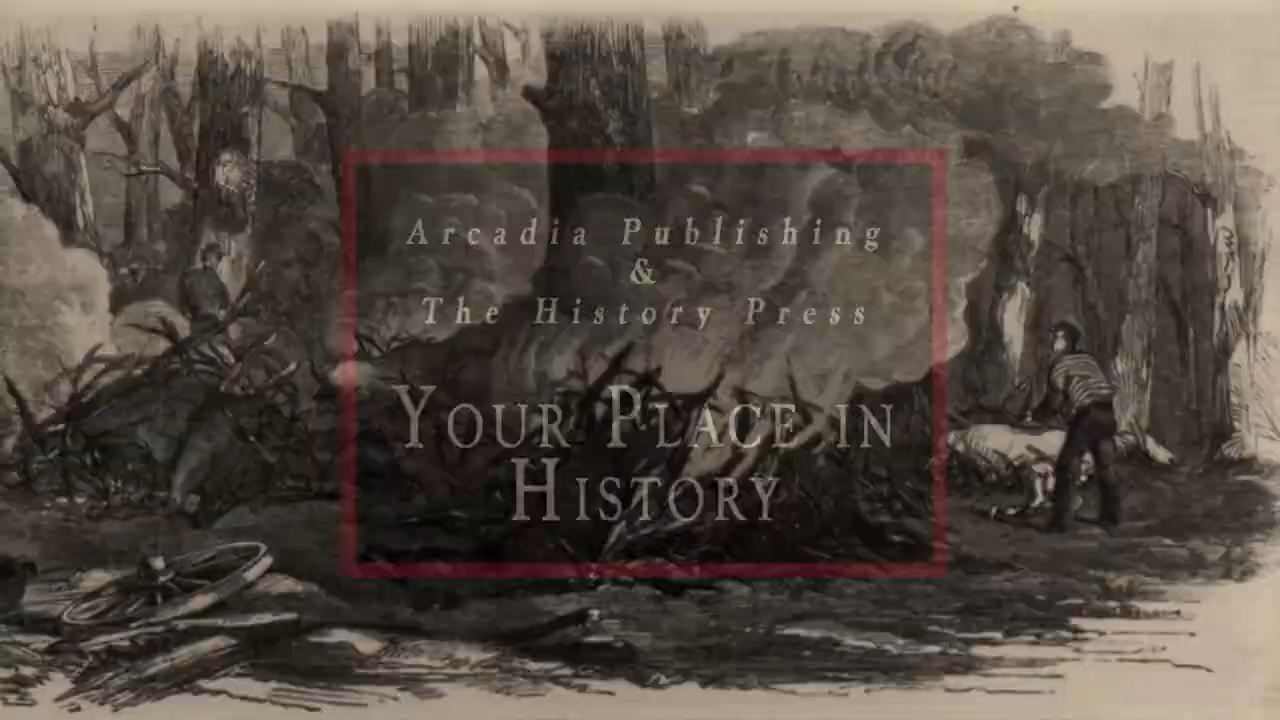 Arcadia Publishing
&
The History Press
Your Place in
History